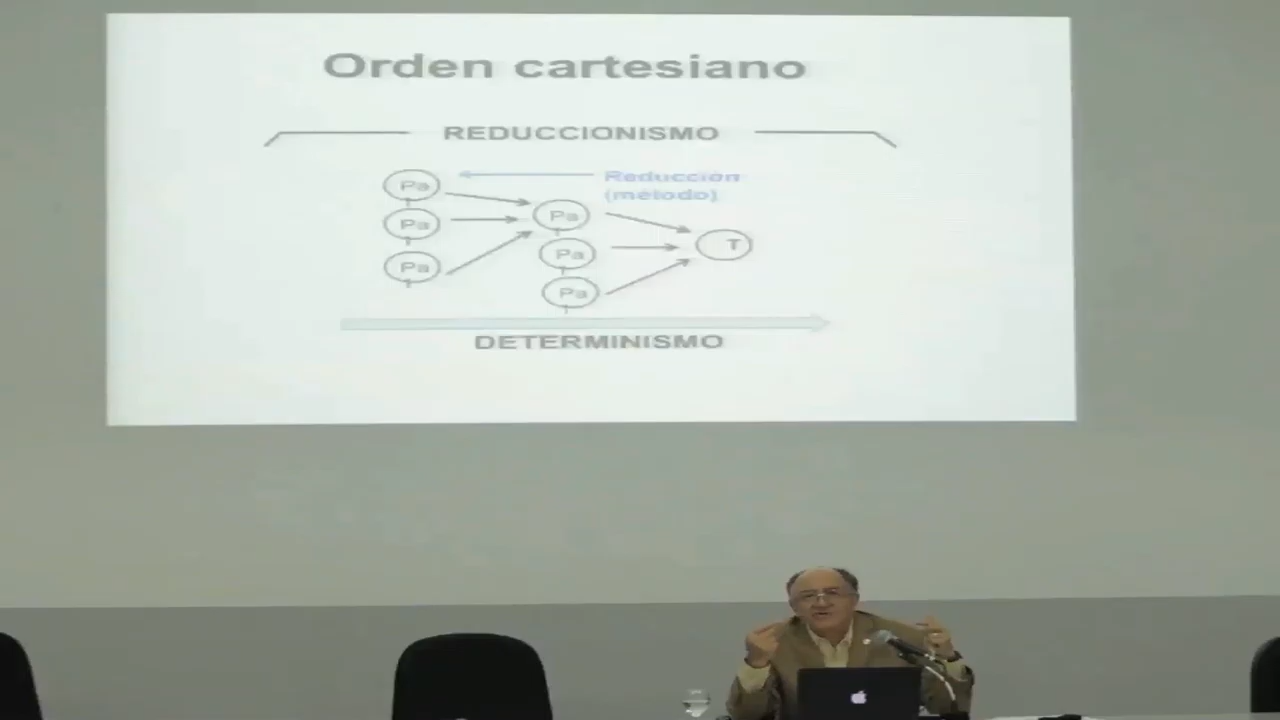 Orden cartesiano
REDUCCIONISMO
Reducción
(método)
Pa
r
Pa
r
Pa
r
Pa
r
Pa
r
Pa
r
T
DETERMINISMO